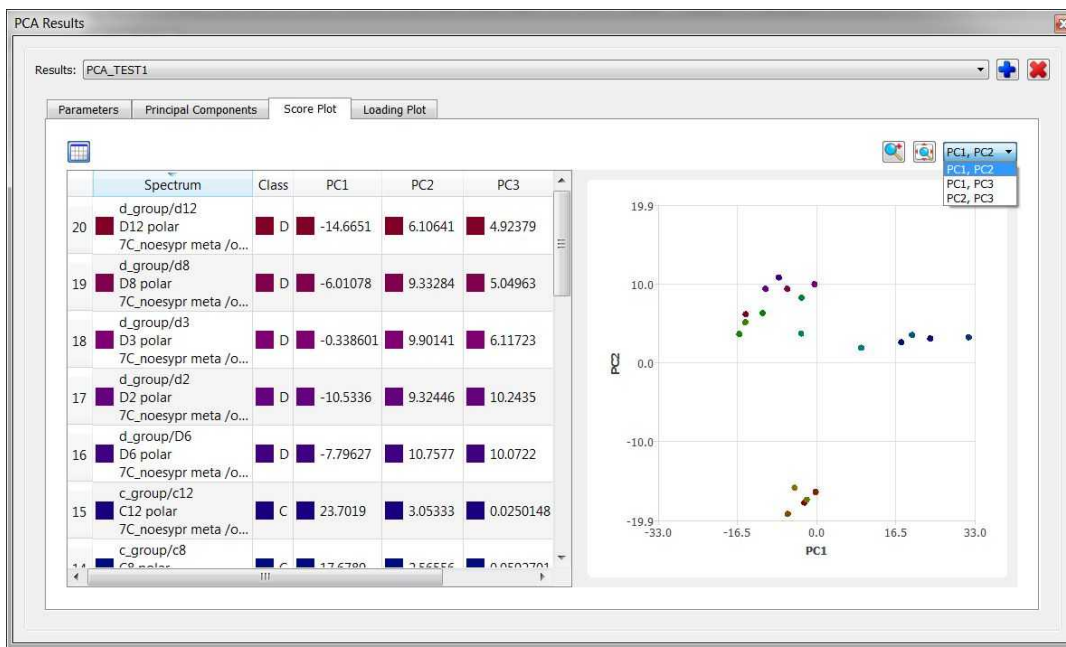 PCA Results
Results: PCA_TEST1
Parameters Principal Components Score Plot Loading Plot
PC1, PC2
PC1, PC2
PC1, PC3
PC2, PC3
Spectrum Class PC1 PC2 PC3
d_group/d12
20 D12 polar D -14.6651 6.10641 4.92379
7C_noesypr meta /o...
d_group/d8
19 D8 polar D -6.01078 9.33284 5.04963
7C_noesypr meta /o...
d_group/d3
18 D3 polar D -0.338601 9.90141 6.11723
7C_noesypr meta /o...
d_group/d2
17 D2 polar D -10.5336 9.32446 10.2435
7C_noesypr meta /o...
d_group/D6
16 D6 polar D -7.79627 10.7577 10.0722
7C_noesypr meta /o...
c_group/c12
15 C12 polar C 23.7019 3.05333 0.0250148
7C_noesypr meta /o...
c_group/c8
C8 polar C
19.9
10.0
0.0
-10.0
-19.9
PC2
-33.0 -16.5 0.0 16.5 33.0
PC1